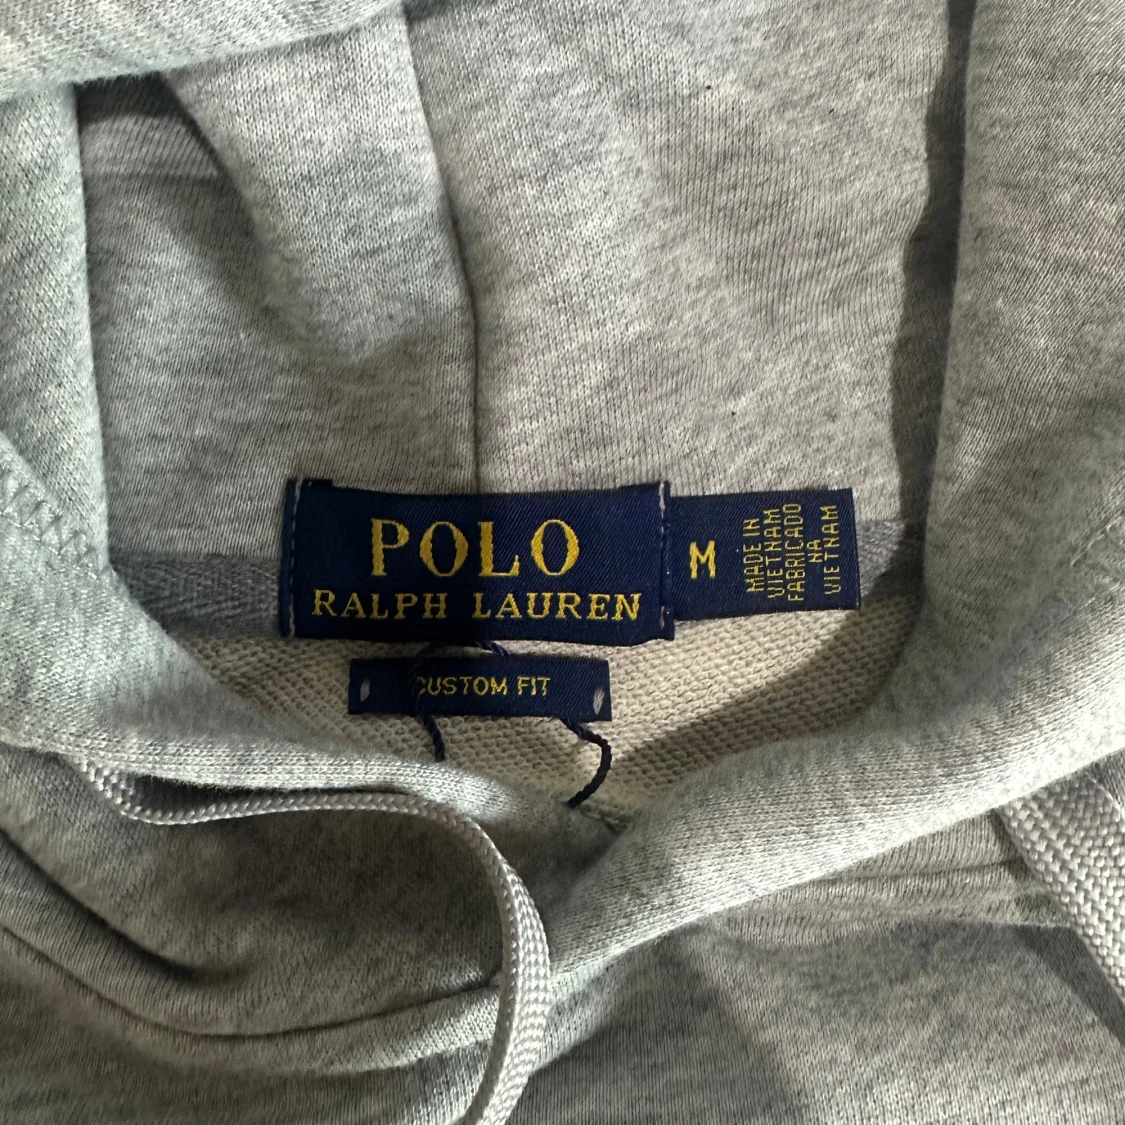 POLO
RALPH LAUREN
M
MADE IN
VIETNAM
FABRICADO
NA
VIETNAM
CUSTOM FIT